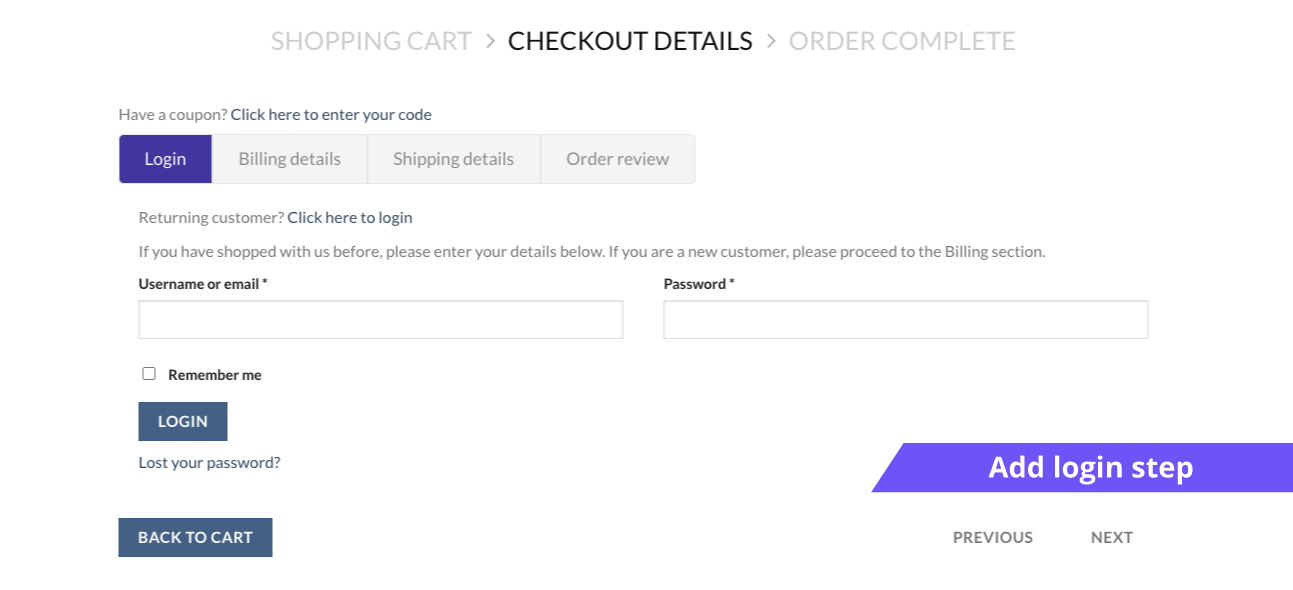 SHOPPING CART > CHECKOUT DETAILS > ORDER COMPLETE
Have a coupon? Click here to enter your code
Login Billing details Shipping details Order review
Returning customer? Click here to login
If you have shopped with us before, please enter your details below. If you are a new customer, please proceed to the Billing section.
Username or email * Password *
Remember me
LOGIN
Lost your password?
Add login step
BACK TO CART PREVIOUS NEXT